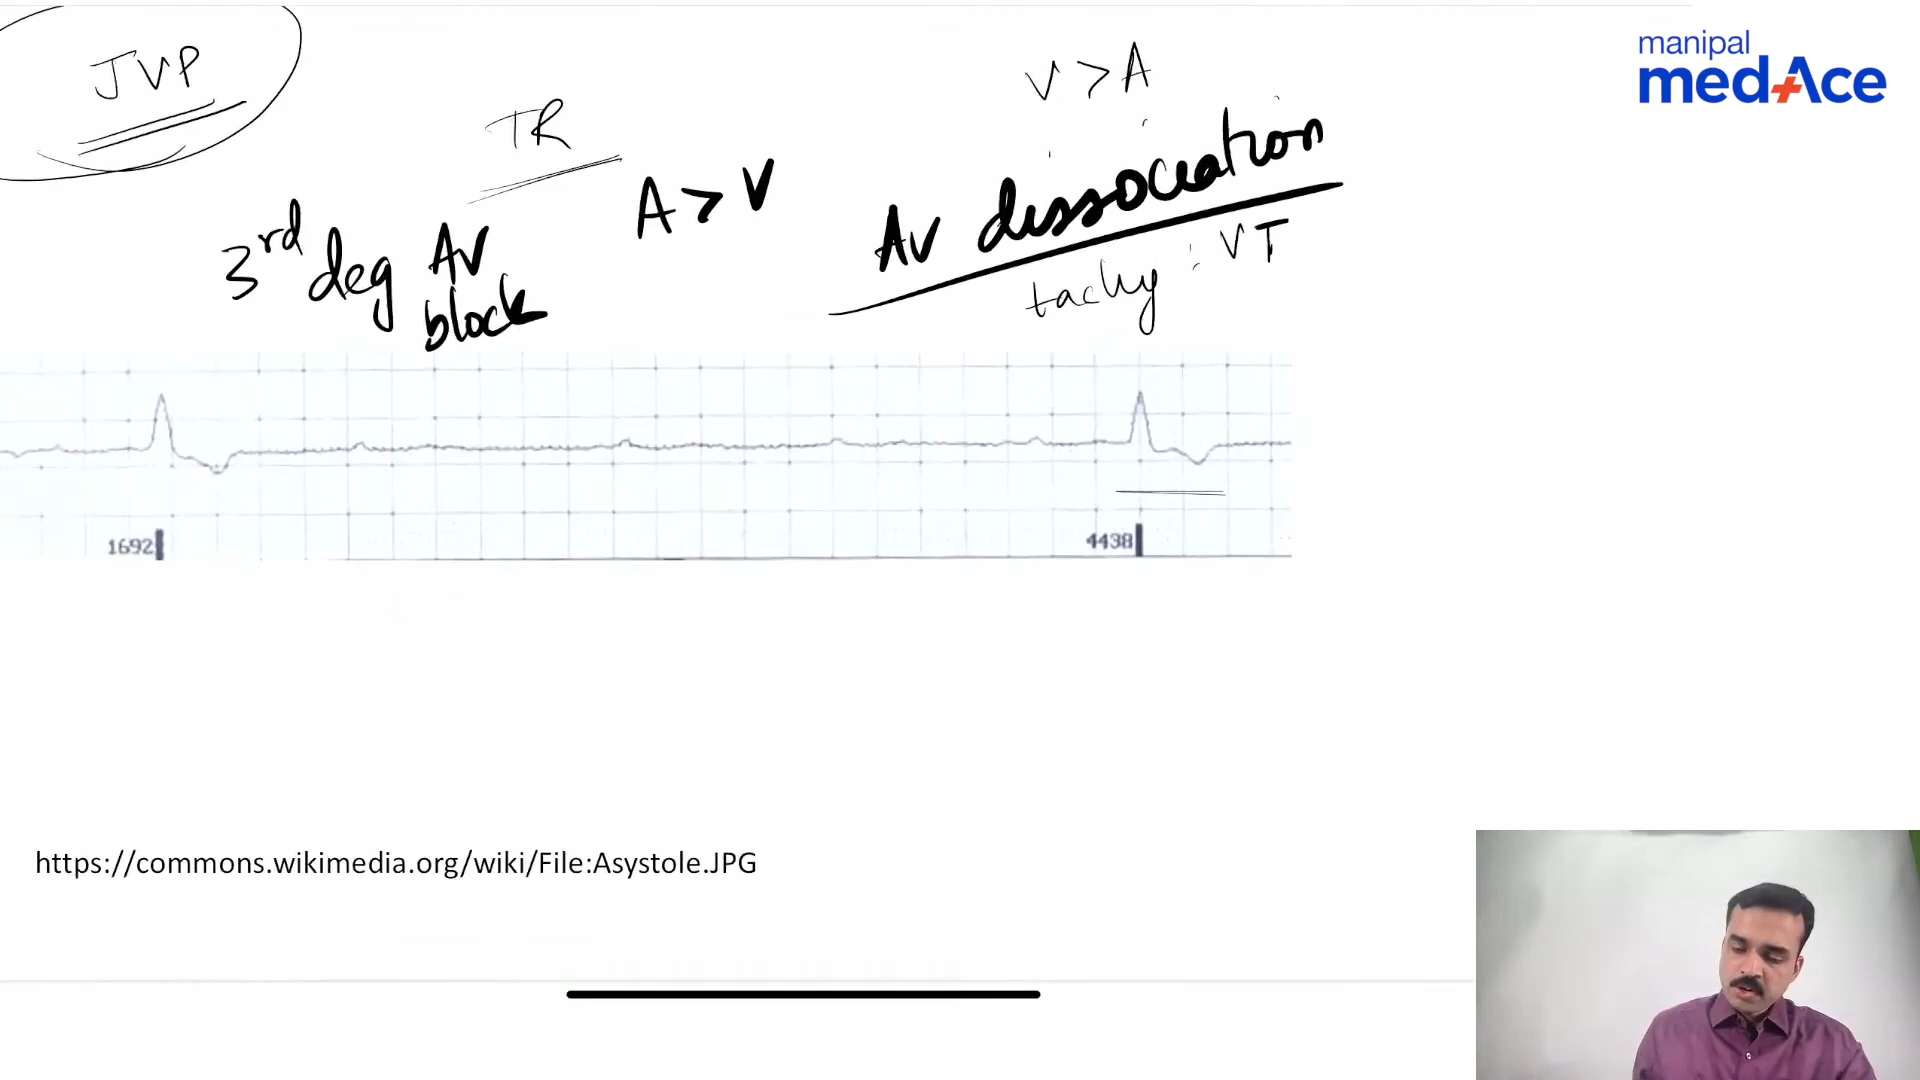 JVP
TR
V > A
manipal
medAce
3rd deg AV
block
A > V
AV dissociation
tachy : VT
1692
4438
https://commons.wikimedia.org/wiki/File:Asystole.JPG